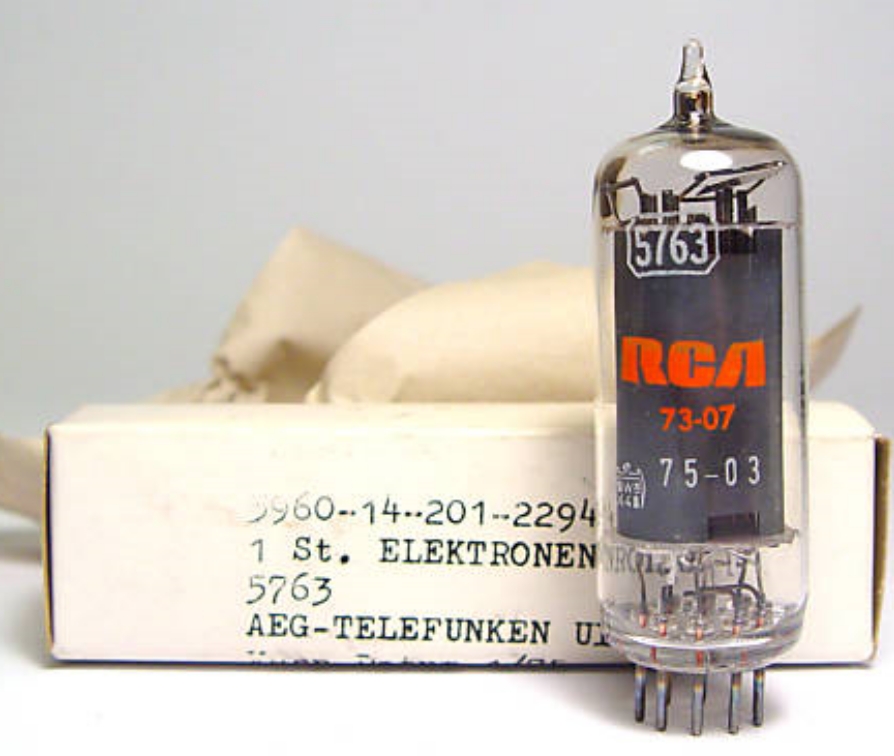 5763
RCA
73-07
75-03
5960-14-201-2294
1 St. ELEKTRONEN
5763
AEG-TELEFUNKEN